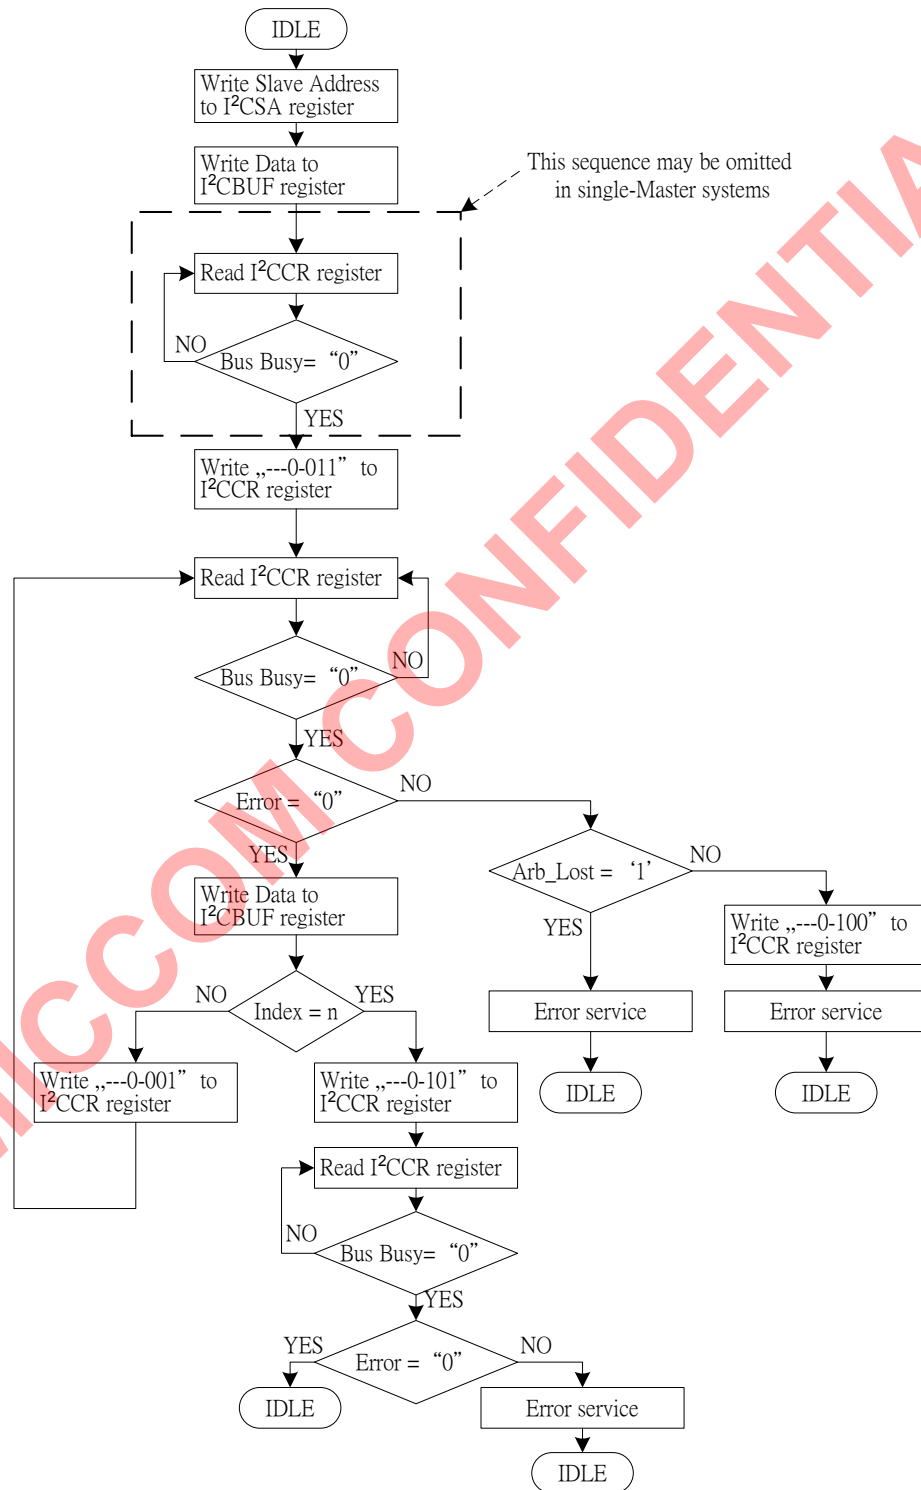 IDLE
Write Slave Address
to I²CSA register
Write Data to
I²CBUF register
This sequence may be omitted
in single-Master systems
Read I²CCR register
NO
Bus Busy= “0”
YES
Write „---0-011” to
I²CCR register
Read I²CCR register
Bus Busy= “0”
NO
YES
Error = “0”
NO
YES
Arb_Lost = ‘1’
NO
YES
Write Data to
I²CBUF register
Write „---0-100” to
I²CCR register
Index = n
NO
YES
Error service
Error service
Write „---0-001” to
I²CCR register
Write „---0-101” to
I²CCR register
IDLE
IDLE
Read I²CCR register
NO
Bus Busy= “0”
YES
Error = “0”
YES
NO
IDLE
Error service
IDLE
MICCOM CONFIDENTIA